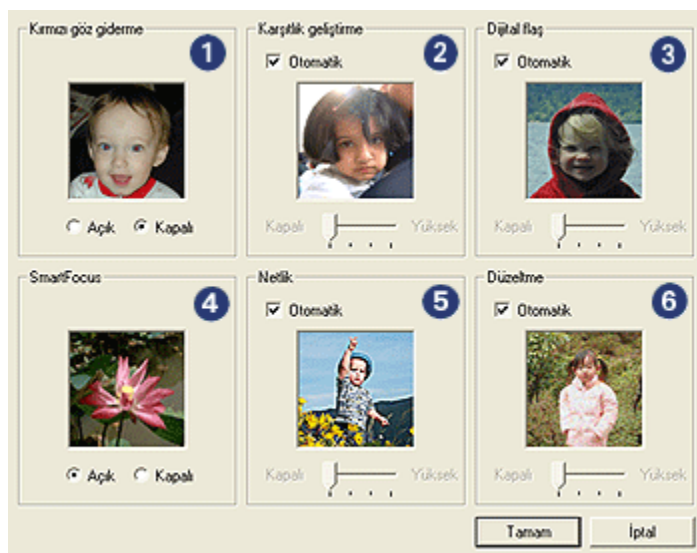 Kırmızı göz giderme
1
Açık Kapalı
Karşıtlık geliştirme
2
Otomatik
Kapalı Yüksek
Dijital flaş
3
Otomatik
Kapalı Yüksek
SmartFocus
4
Açık Kapalı
Netlik
5
Otomatik
Kapalı Yüksek
Düzeltme
6
Otomatik
Kapalı Yüksek
Tamam İptal